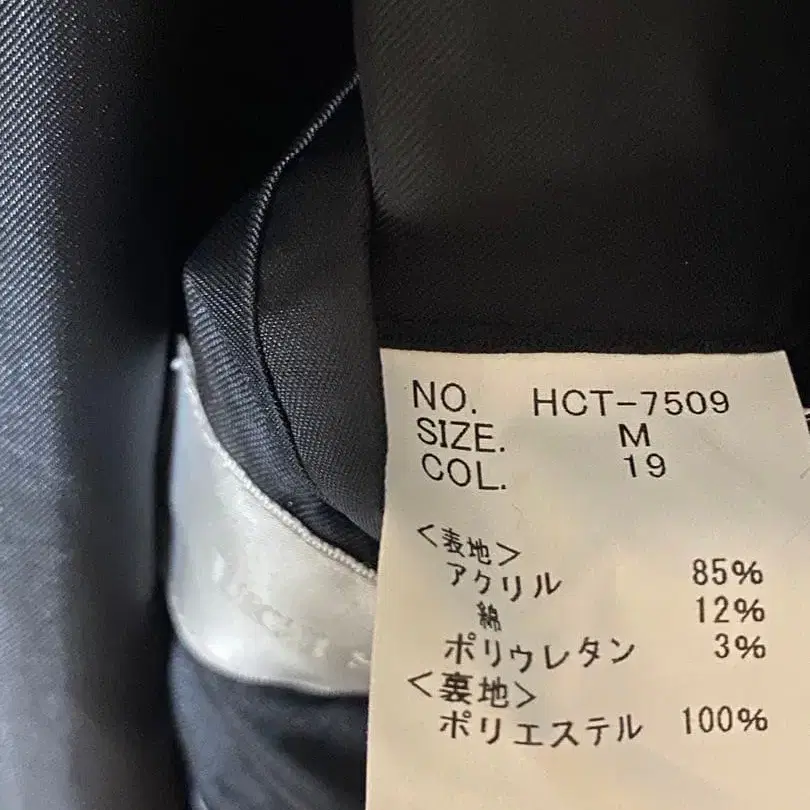 NO. HCT-7509
SIZE. M
COL. 19
<表地>
アクリル 85%
綿 12%
ポリウレタン 3%
<裏地>
ポリエステル 100%